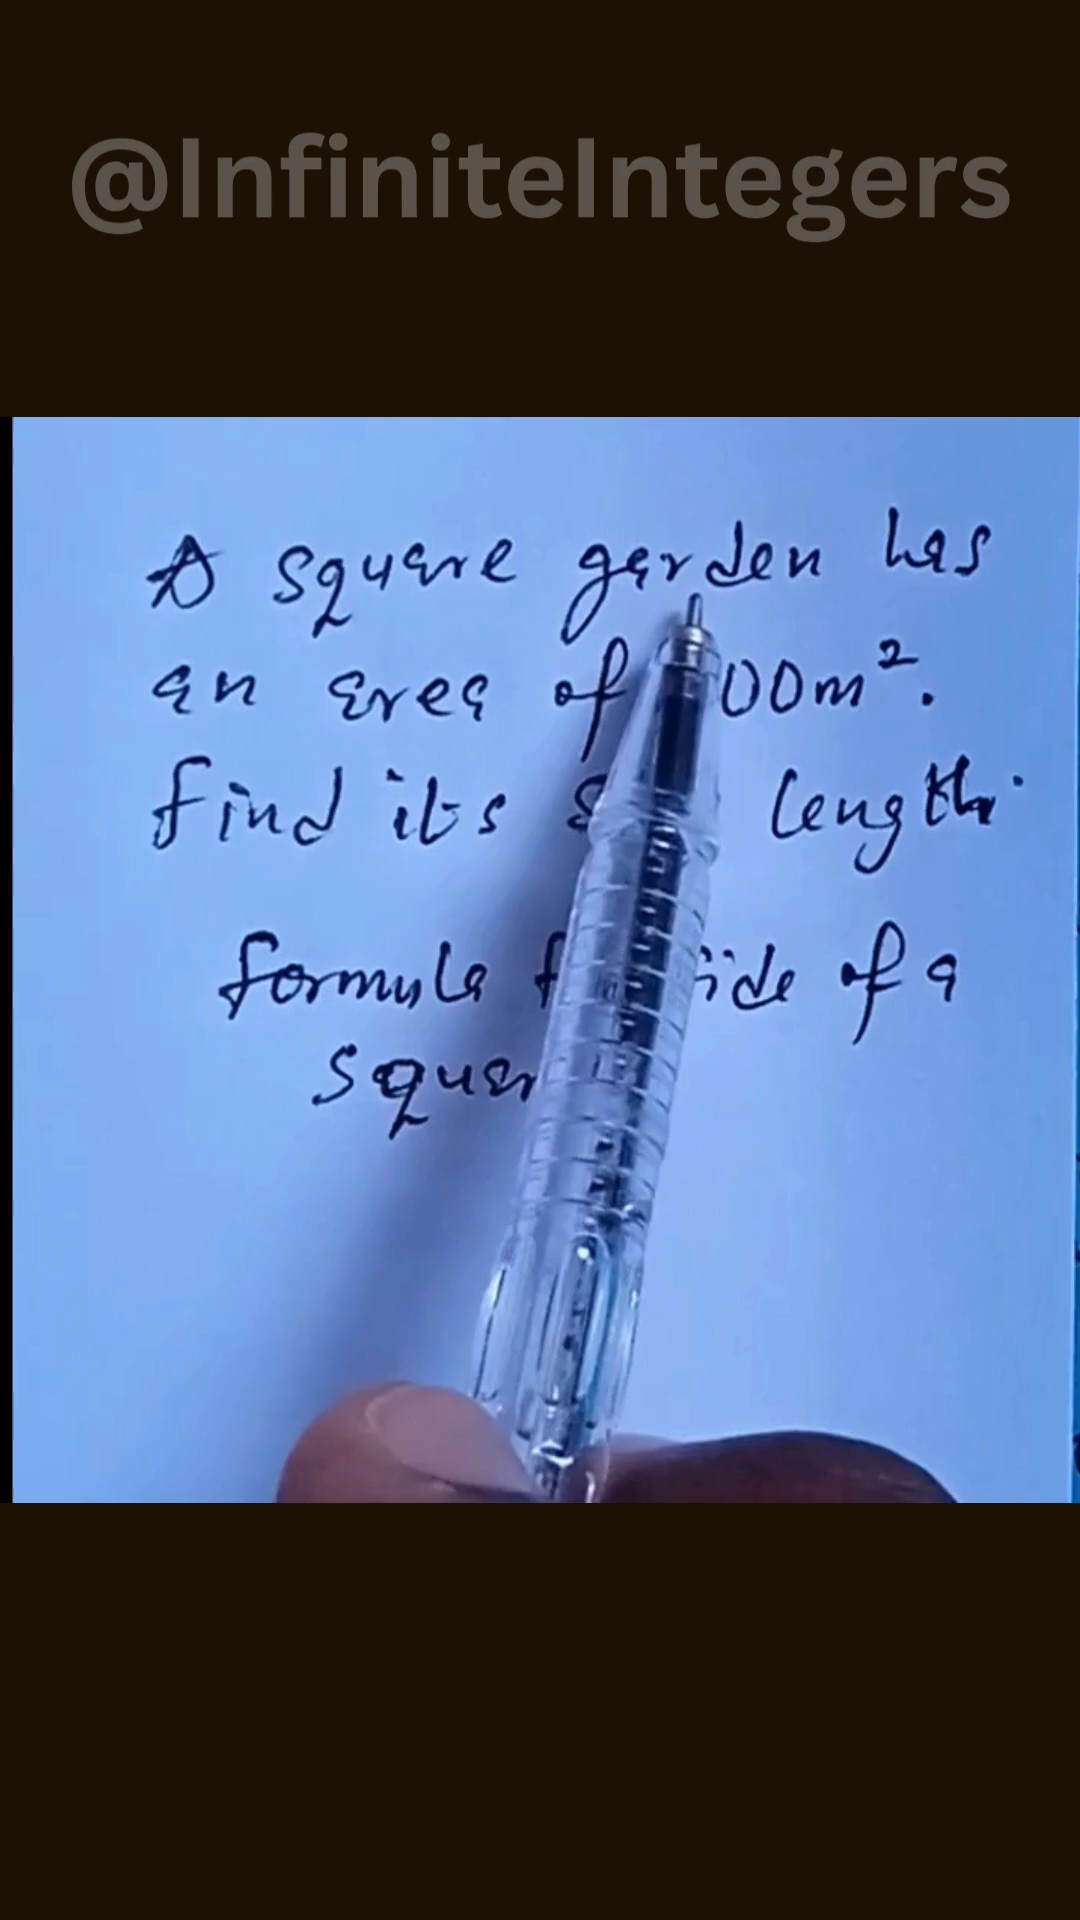 @InfiniteIntegers
A square garden has
an area of 00m².
find its length.
formula ide of a
squar